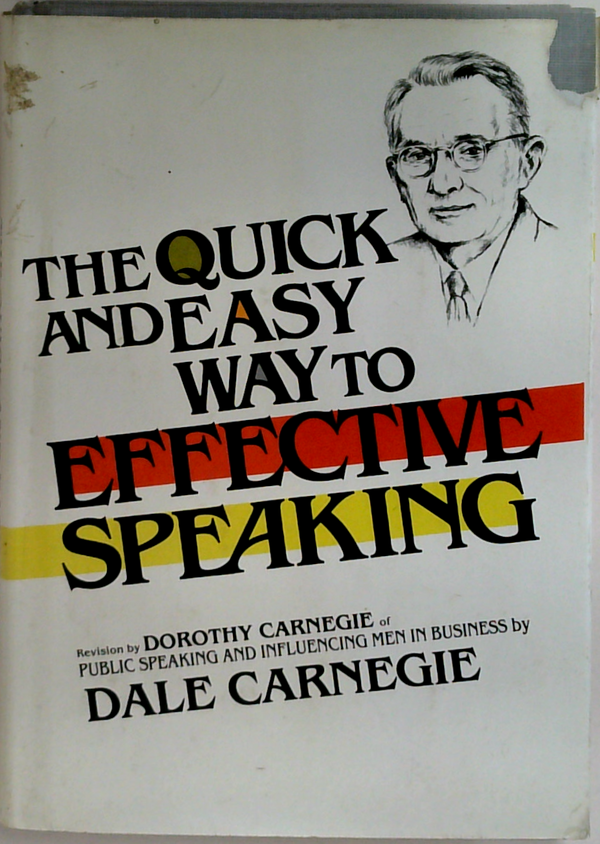 THE QUICK
AND EASY
WAY TO
EFFECTIVE
SPEAKING
Revision by DOROTHY CARNEGIE of
PUBLIC SPEAKING AND INFLUENCING MEN IN BUSINESS by
DALE CARNEGIE